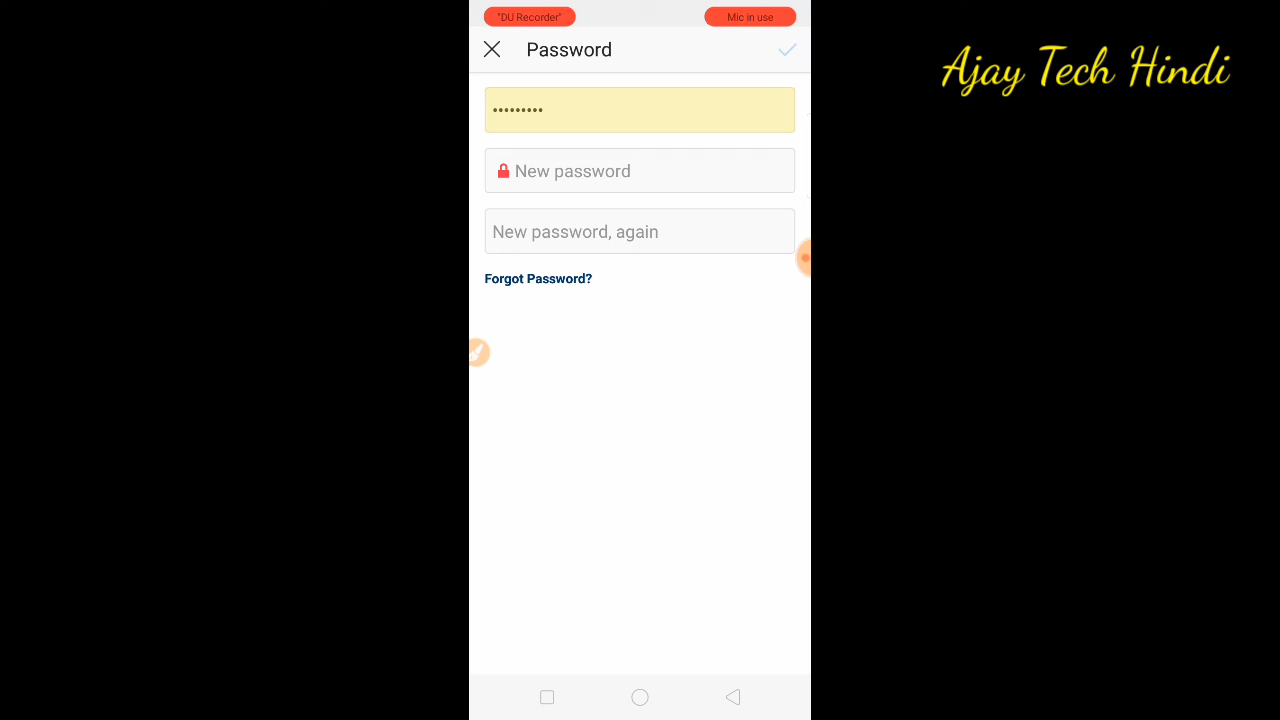 "DU Recorder"
Mic in use
Password
Ajay Tech Hindi
•••••••••
New password
New password, again
Forgot Password?